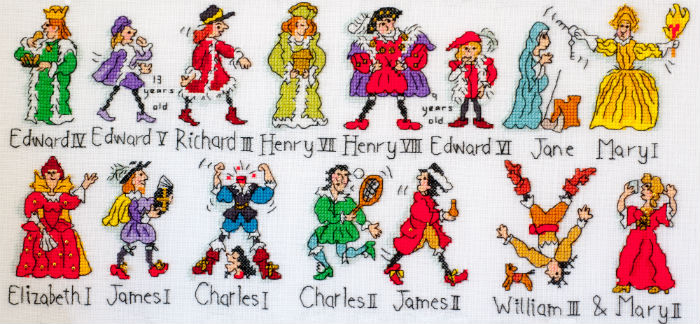 13
years
old
9
years
old
Edward IV Edward V Richard III Henry VII Henry VIII Edward VI Jane Mary I
Elizabeth I James I Charles I Charles II James II William III & Mary II